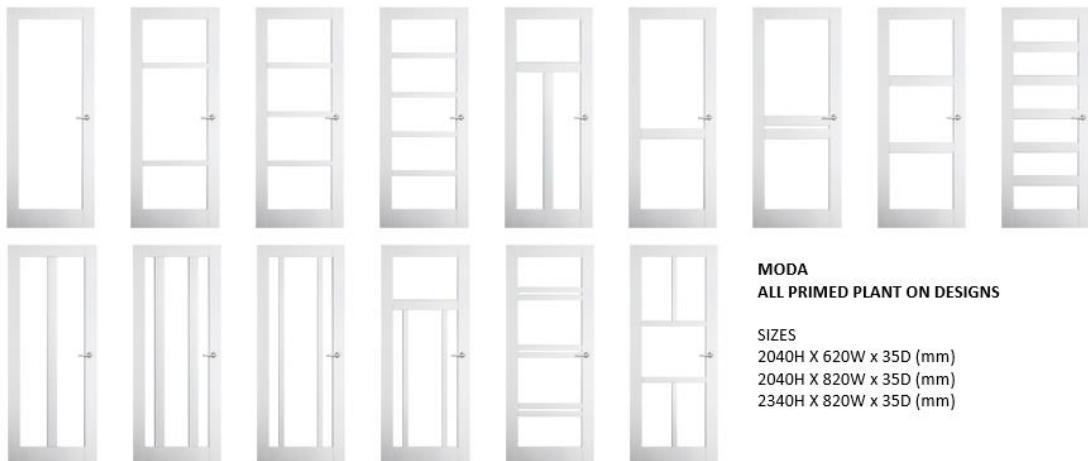 MODA
ALL PRIMED PLANT ON DESIGNS
SIZES
2040H X 620W x 35D (mm)
2040H X 820W x 35D (mm)
2340H X 820W x 35D (mm)